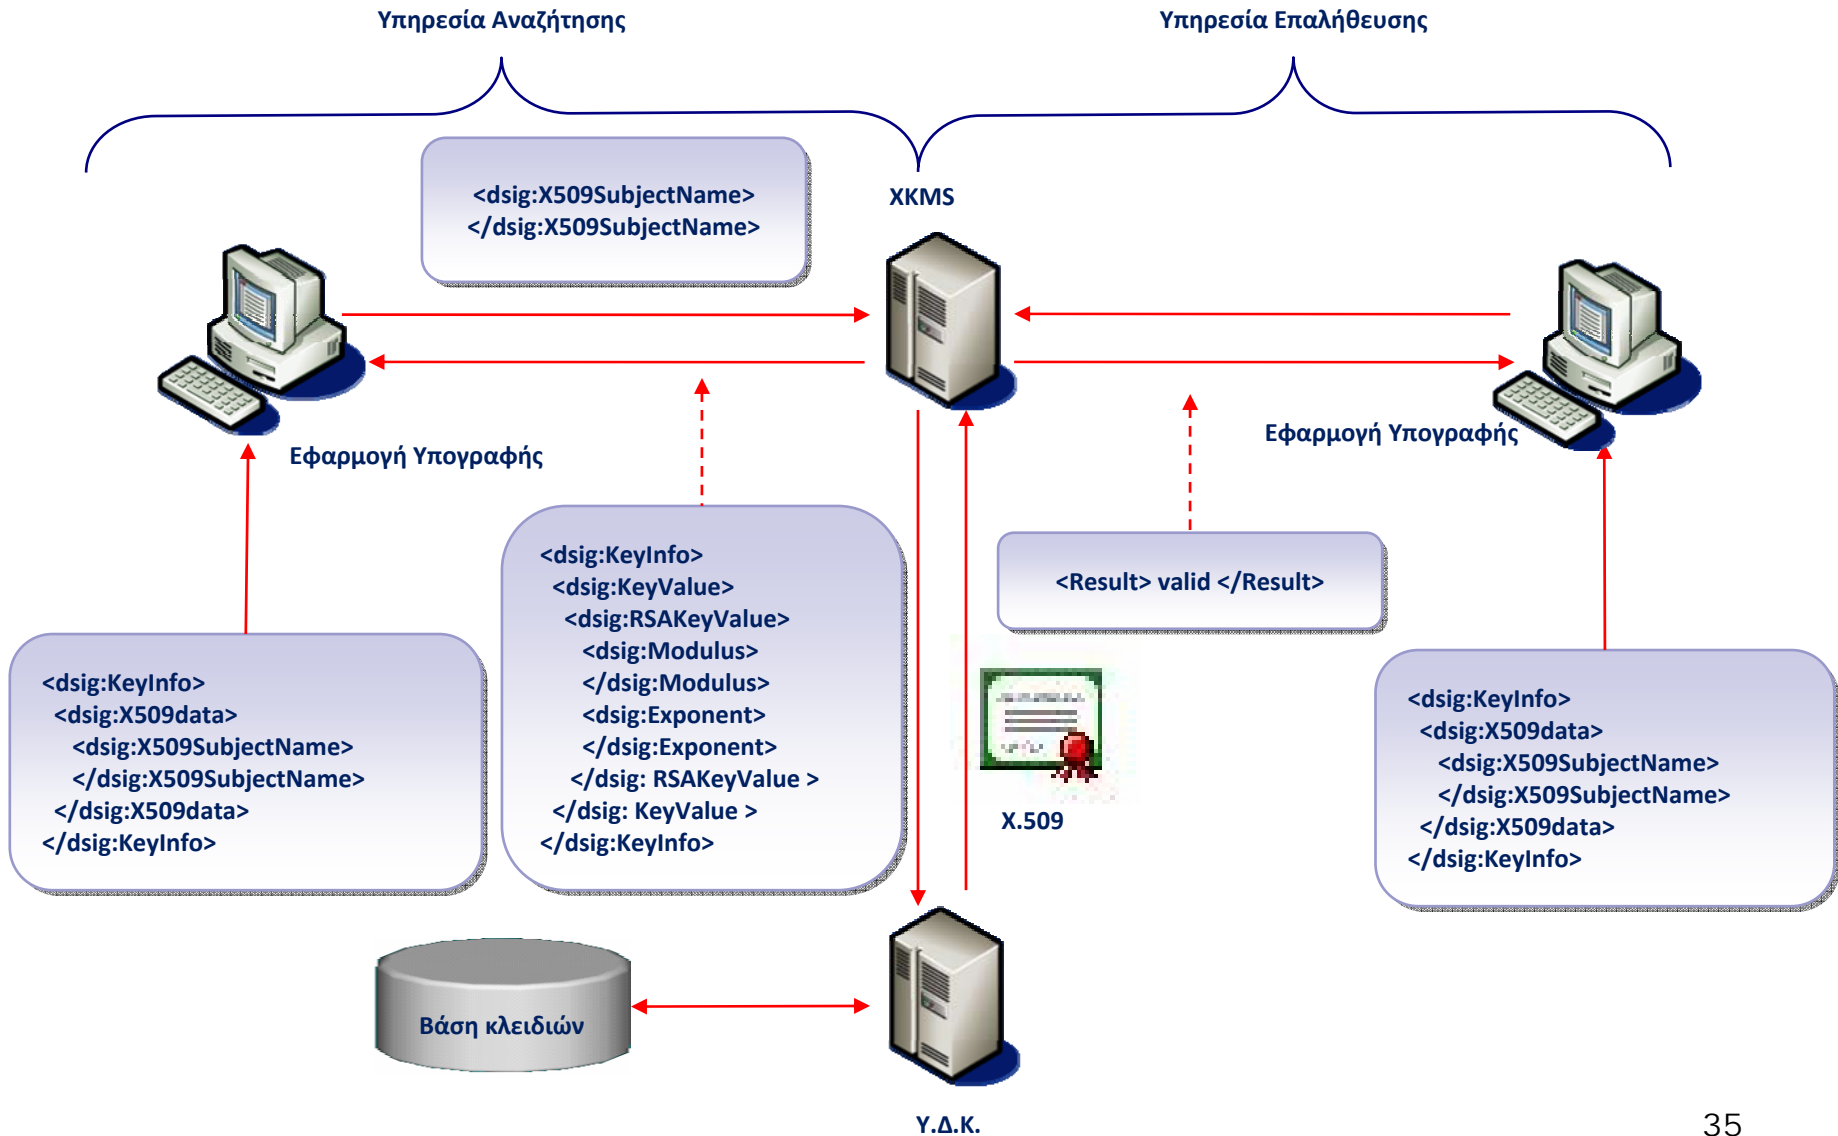 Υπηρεσία Αναζήτησης
Υπηρεσία Επαλήθευσης
<dsig:X509SubjectName>
</dsig:X509SubjectName>
XKMS
Εφαρμογή Υπογραφής
Εφαρμογή Υπογραφής
<dsig:KeyInfo>
<dsig:X509data>
<dsig:X509SubjectName>
</dsig:X509SubjectName>
</dsig:X509data>
</dsig:KeyInfo>
<dsig:KeyInfo>
<dsig:KeyValue>
<dsig:RSAKeyValue>
<dsig:Modulus>
</dsig:Modulus>
<dsig:Exponent>
</dsig:Exponent>
</dsig: RSAKeyValue >
</dsig: KeyValue >
</dsig:KeyInfo>
<Result> valid </Result>
X.509
<dsig:KeyInfo>
<dsig:X509data>
<dsig:X509SubjectName>
</dsig:X509SubjectName>
</dsig:X509data>
</dsig:KeyInfo>
Βάση κλειδιών
Υ.Δ.Κ.
35